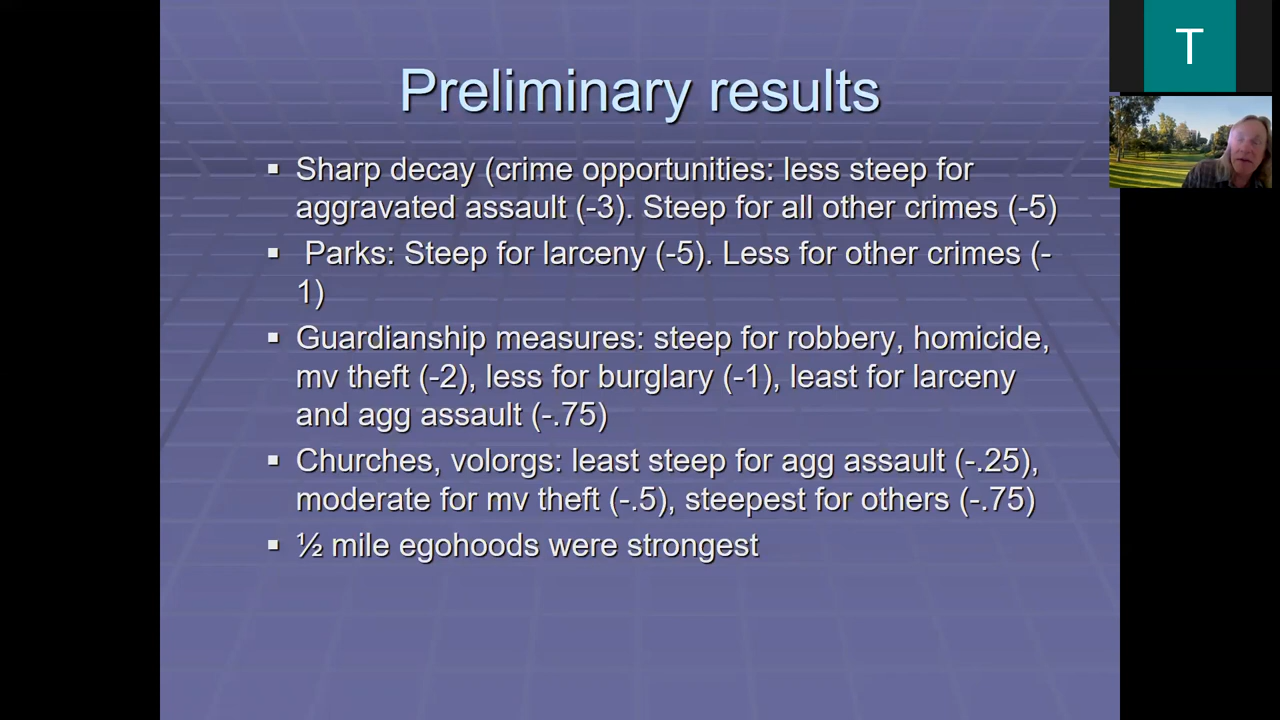 Preliminary results
▪ Sharp decay (crime opportunities: less steep for
aggravated assault (-3). Steep for all other crimes (-5)
▪ Parks: Steep for larceny (-5). Less for other crimes (-
1)
▪ Guardianship measures: steep for robbery, homicide,
mv theft (-2), less for burglary (-1), least for larceny
and agg assault (-.75)
▪ Churches, volorgs: least steep for agg assault (-.25),
moderate for mv theft (-.5), steepest for others (-.75)
▪ ½ mile egohoods were strongest
T